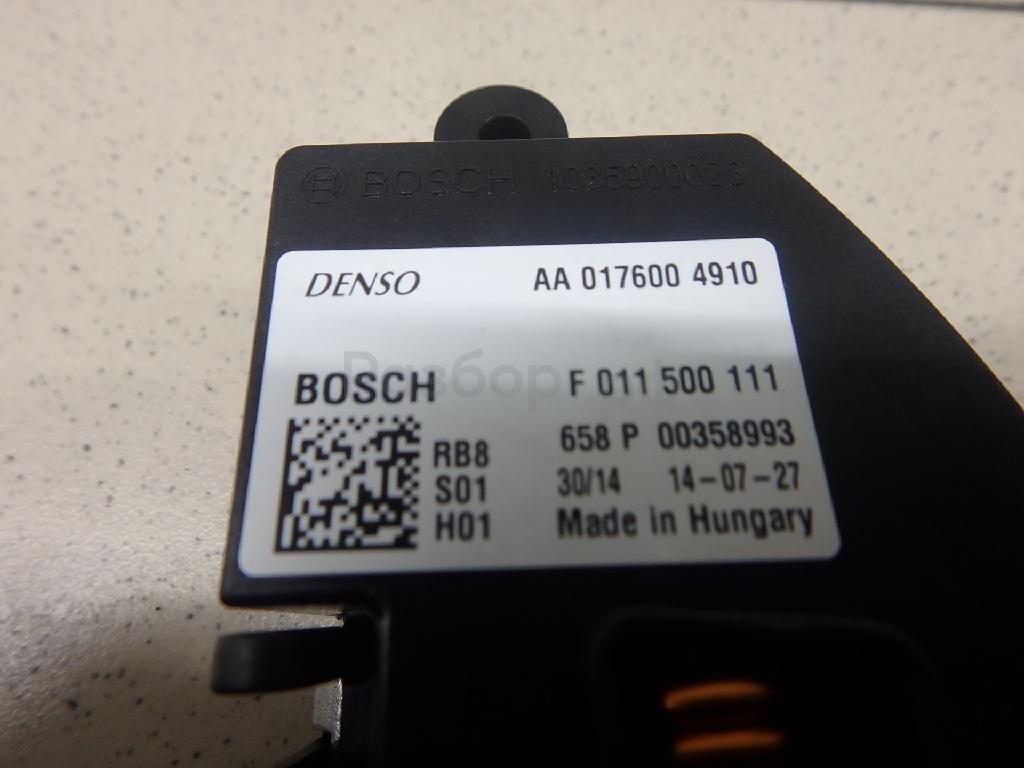 BOSCH 1035900023
DENSO AA 017600 4910
BOSCH F 011 500 111
RB8 658 P 00358993
S01 30/14 14-07-27
H01 Made in Hungary